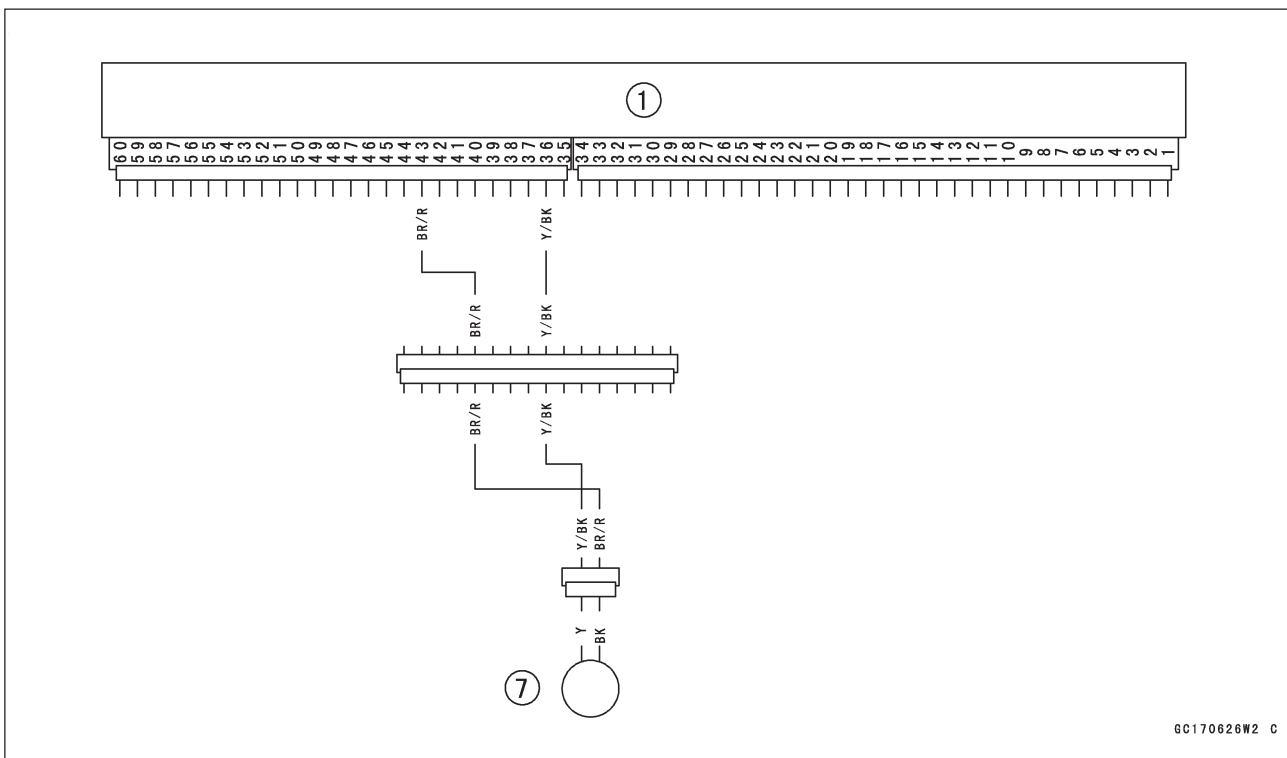 1
60 59 58 57 56 55 54 53 52 51 50 49 48 47 46 45 44 43 42 41 40 39 38 37 36 35 34 33 32 31 30 29 28 27 26 25 24 23 22 21 20 19 18 17 16 15 14 13 12 11 10 9 8 7 6 5 4 3 2 1
BR/R Y/BK
BR/R Y/BK
BR/R Y/BK
Y/BK BR/R
Y BK
7
GC170626W2 C